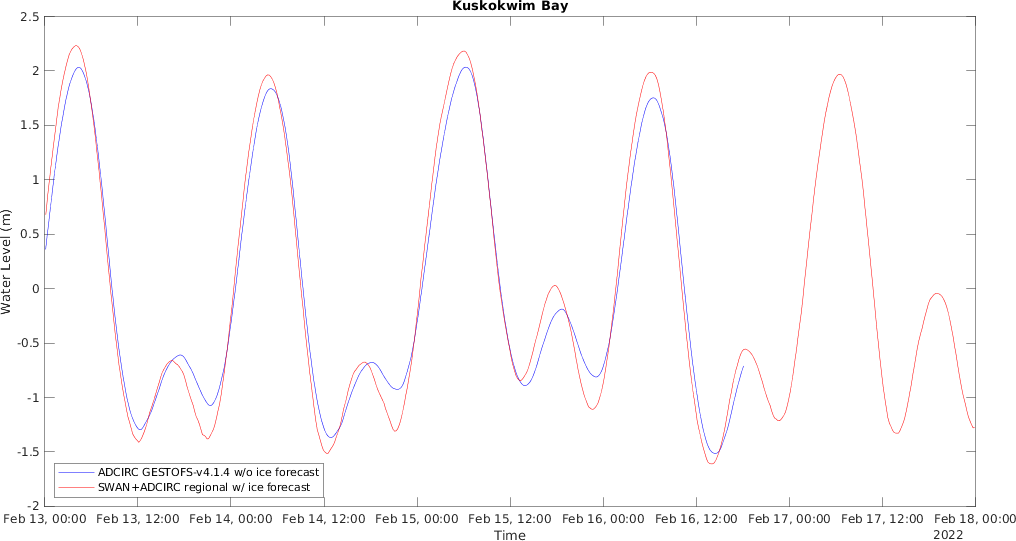 Kuskokwim Bay
2.5
2
1.5
1
0.5
0
-0.5
-1
-1.5
-2
Water Level (m)
ADCIRC GESTOFS-v4.1.4 w/o ice forecast
SWAN+ADCIRC regional w/ ice forecast
Feb 13, 00:00 Feb 13, 12:00 Feb 14, 00:00 Feb 14, 12:00 Feb 15, 00:00 Feb 15, 12:00 Feb 16, 00:00 Feb 16, 12:00 Feb 17, 00:00 Feb 17, 12:00 Feb 18, 00:00
Time
2022